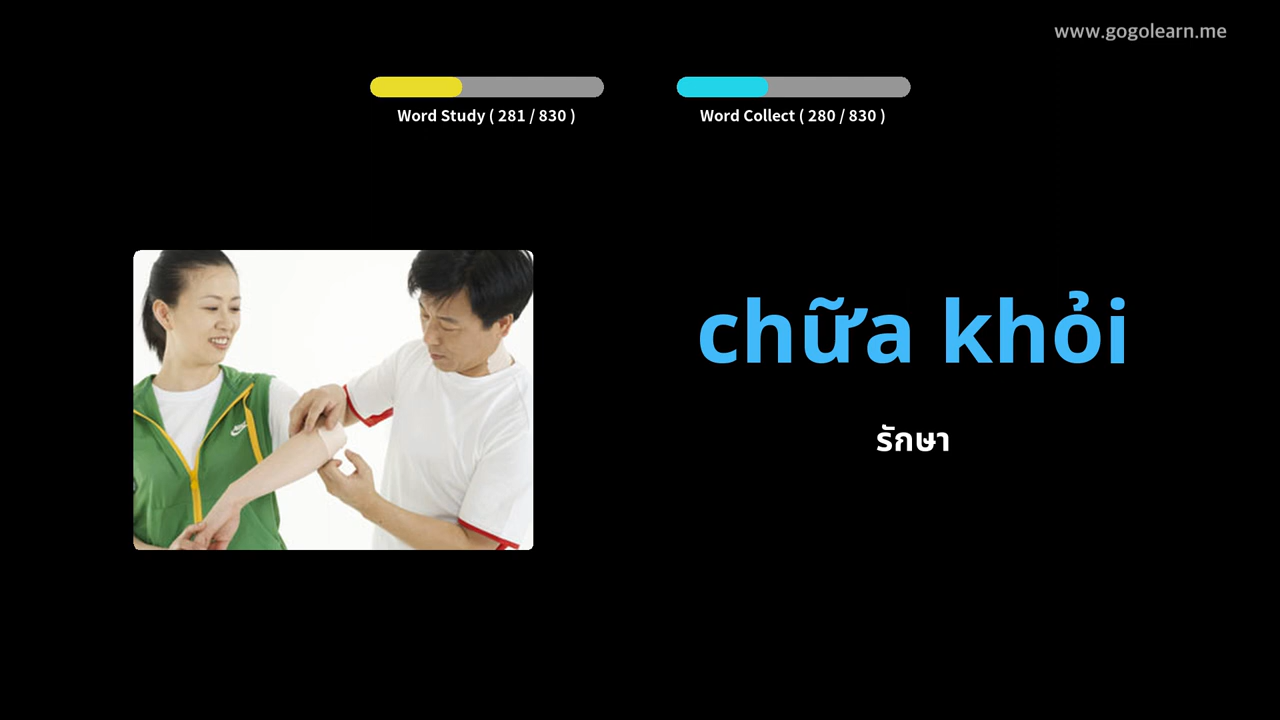 www.gogolearn.me
Word Study ( 281 / 830 )
Word Collect ( 280 / 830 )
chữa khỏi
รักษา